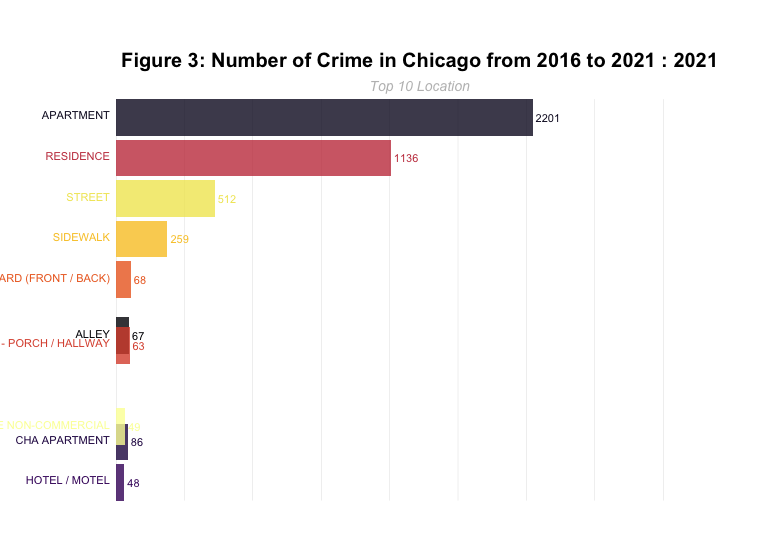 Figure 3: Number of Crime in Chicago from 2016 to 2021 : 2021
Top 10 Location
APARTMENT 2201
RESIDENCE 1136
STREET 512
SIDEWALK 259
ARD (FRONT / BACK) 68
ALLEY 67
- PORCH / HALLWAY 63
E NON-COMMERCIAL
CHA APARTMENT 86
HOTEL / MOTEL 48